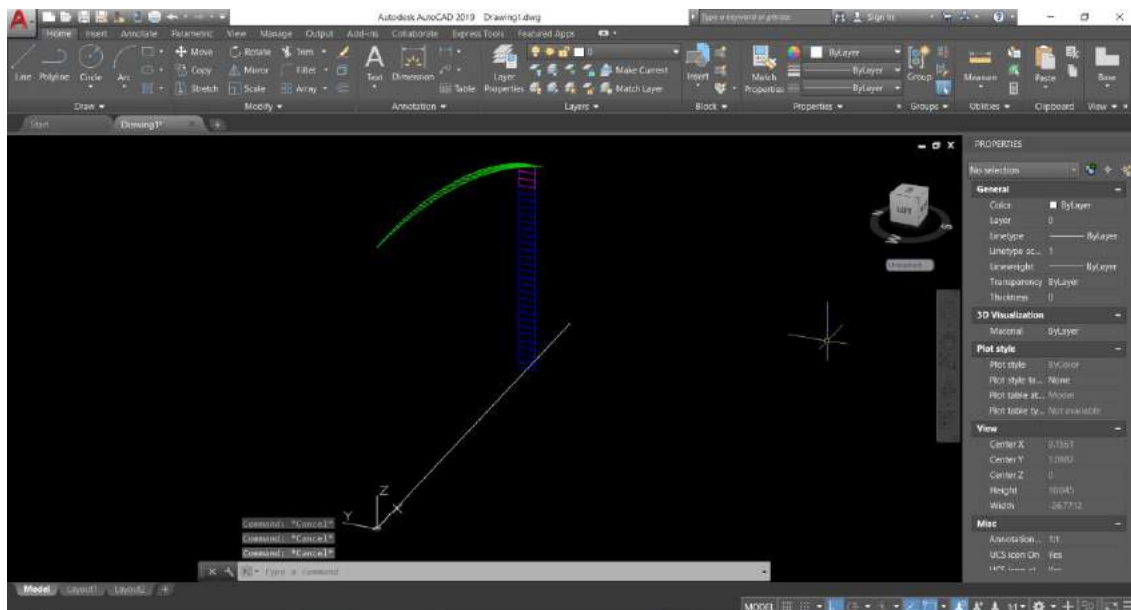 Autodesk AutoCAD 2019 Drawing1.dwg
Type a keyword or phrase
Sign In
Home Insert Annotate Parametric View Manage Output Add-ins Collaborate Express Tools Featured Apps
Move Rotate Trim
Copy Mirror Fillet
Stretch Scale Array
Line Polyline Circle Arc
Text Dimension
Table
Layer Properties
0
Make Current
Match Layer
Insert
Match Properties
ByLayer
ByLayer
ByLayer
Group
Measure
Paste
Base
Draw Modify Annotation Layers Block Properties Groups Utilities Clipboard View
Start Drawing1*
PROPERTIES
No selection
General
Color ByLayer
Layer 0
Linetype ByLayer
Linetype sc... 1
Lineweight ByLayer
Transparency ByLayer
Thickness 0
3D Visualization
Material ByLayer
Plot style
Plot style ByColor
Plot style ta... None
Plot table at... Model
Plot table ty... Not available
View
Center X
Center Y
Center Z 0
Height
Width
Misc
Annotation... 1:1
UCS icon On Yes
LEFT
S
W
Z
Y X
Command: *Cancel*
Command: *Cancel*
Command: *Cancel*
Type a command
Model Layout1 Layout2
MODEL